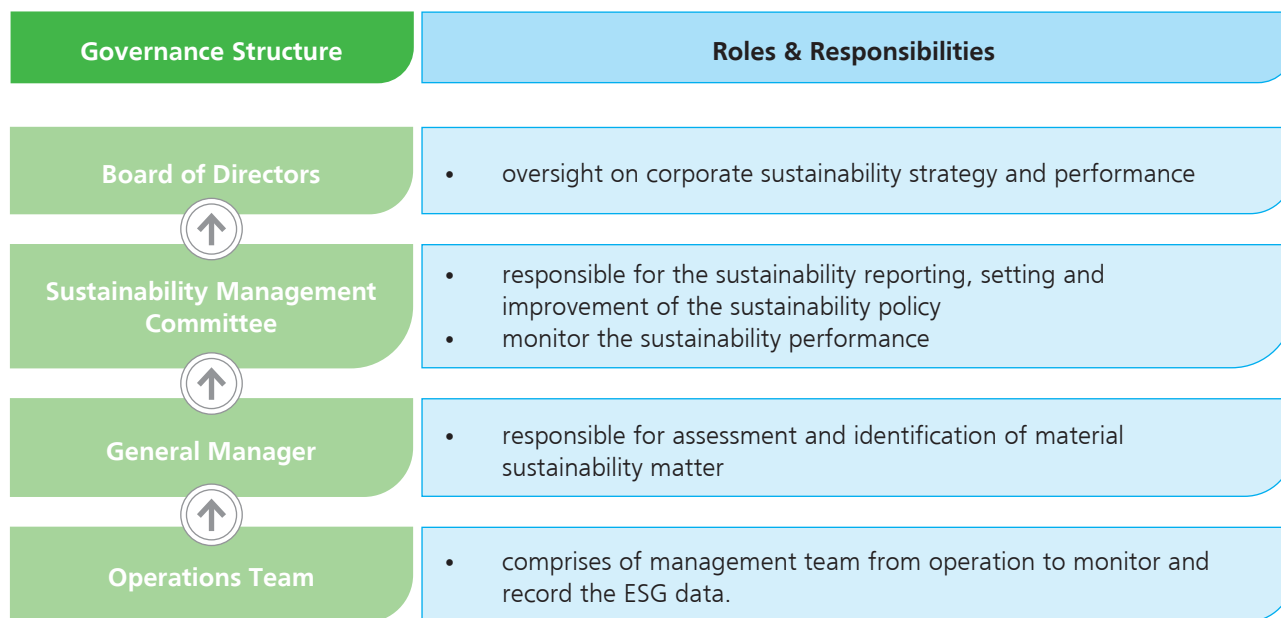 Governance Structure
Roles & Responsibilities
Board of Directors
• oversight on corporate sustainability strategy and performance
Sustainability Management
Committee
• responsible for the sustainability reporting, setting and
improvement of the sustainability policy
• monitor the sustainability performance
General Manager
• responsible for assessment and identification of material
sustainability matter
Operations Team
• comprises of management team from operation to monitor and
record the ESG data.